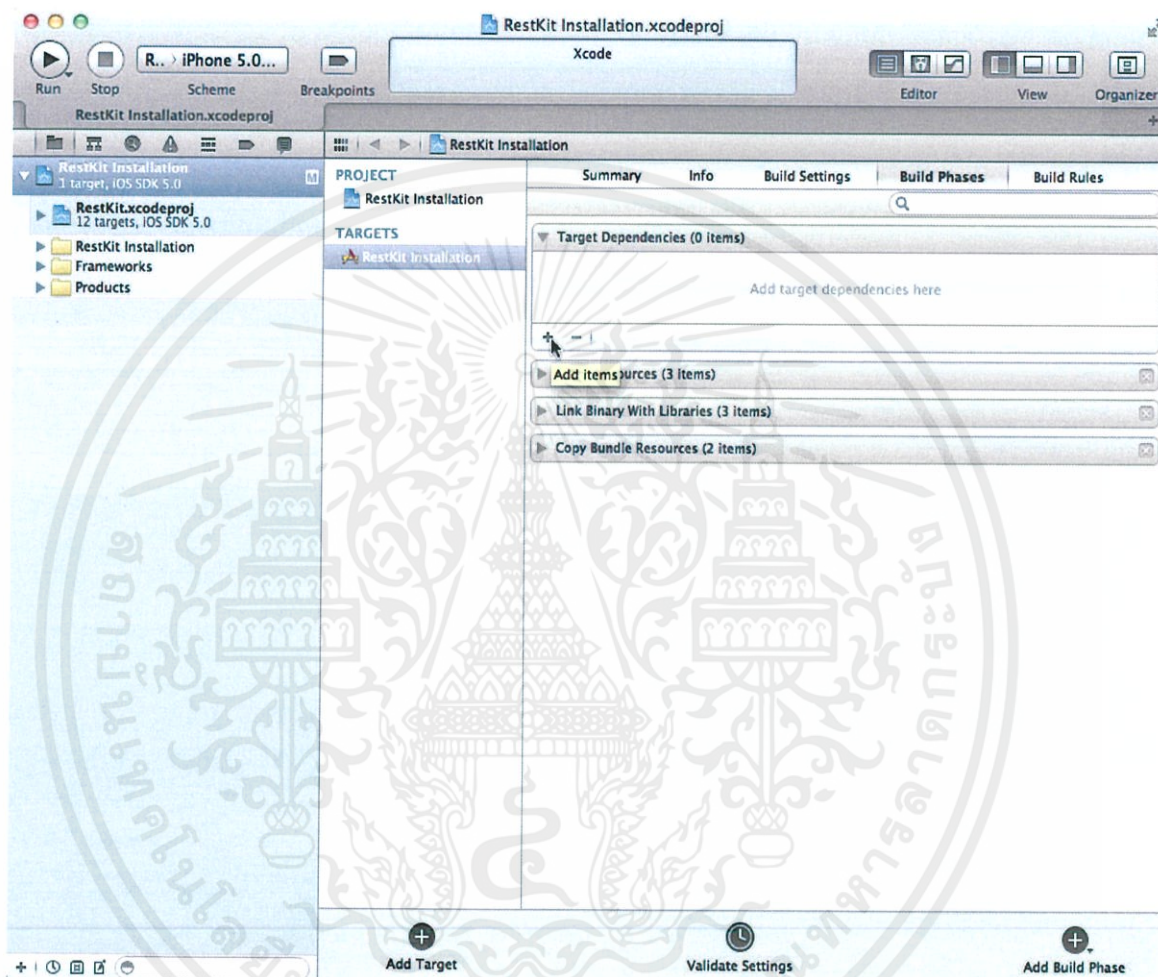 RestKit Installation.xcodeproj
Xcode
R.. › iPhone 5.0...
Run Stop Scheme Breakpoints
Editor View Organizer
RestKit Installation.xcodeproj
RestKit Installation
1 target, iOS SDK 5.0
M
RestKit.xcodeproj
12 targets, iOS SDK 5.0
RestKit Installation
Frameworks
Products
RestKit Installation
PROJECT
RestKit Installation
TARGETS
RestKit Installation
Summary Info Build Settings Build Phases Build Rules
Target Dependencies (0 items)
Add target dependencies here
Add items
ources (3 items)
Link Binary With Libraries (3 items)
Copy Bundle Resources (2 items)
Add Target
Validate Settings
Add Build Phase